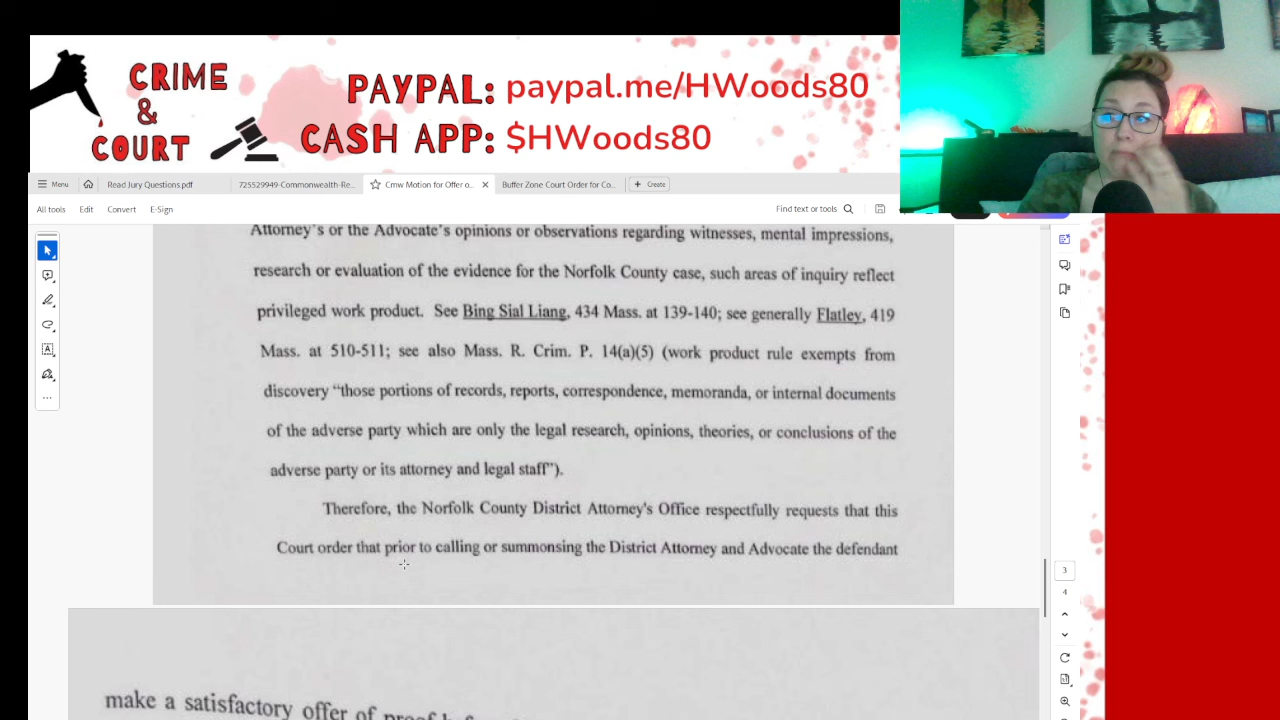 CRIME
&
COURT
PAYPAL: paypal.me/HWoods80
CASH APP: $HWoods80
Menu Read Jury Questions.pdf 725529949-Commonwealth-Re... Cmw Motion for Offer o... Buffer Zone Court Order for Co... + Create
All tools Edit Convert E-Sign Find text or tools
Attorney's or the Advocate's opinions or observations regarding witnesses, mental impressions,
research or evaluation of the evidence for the Norfolk County case, such areas of inquiry reflect
privileged work product. See Bing Sial Liang, 434 Mass. at 139-140; see generally Flatley, 419
Mass. at 510-511; see also Mass. R. Crim. P. 14(a)(5) (work product rule exempts from
discovery “those portions of records, reports, correspondence, memoranda, or internal documents
of the adverse party which are only the legal research, opinions, theories, or conclusions of the
adverse party or its attorney and legal staff”).
Therefore, the Norfolk County District Attorney's Office respectfully requests that this
Court order that prior to calling or summonsing the District Attorney and Advocate the defendant
3
4
make a satisfactory offer of proof